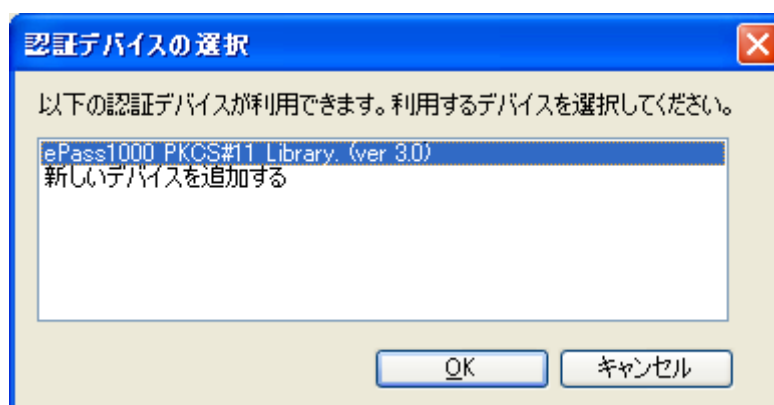 認証デバイスの選択
以下の認証デバイスが利用できます。利用するデバイスを選択してください。
ePass1000 PKCS#11 Library. (ver 3.0)
新しいデバイスを追加する
OK
キャンセル